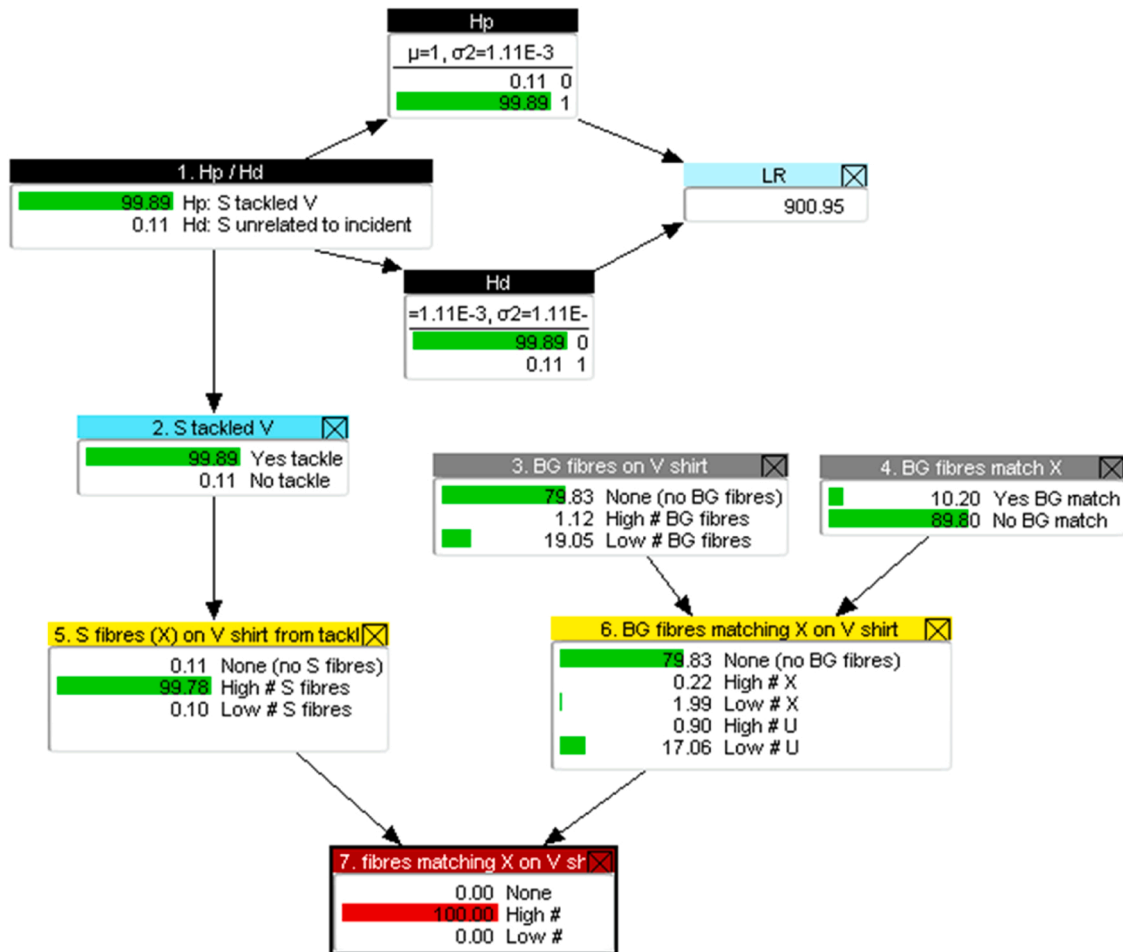 Hp
μ=1, σ2=1.11E-3
0.11 0
99.89 1
1. Hp / Hd
99.89 Hp: S tackled V
0.11 Hd: S unrelated to incident
LR
900.95
Hd
=1.11E-3, σ2=1.11E-
99.89 0
0.11 1
2. S tackled V
99.89 Yes tackle
0.11 No tackle
3. BG fibres on V shirt
79.83 None (no BG fibres)
1.12 High # BG fibres
19.05 Low # BG fibres
4. BG fibres match X
10.20 Yes BG match
89.80 No BG match
5. S fibres (X) on V shirt from tackl
0.11 None (no S fibres)
99.78 High # S fibres
0.10 Low # S fibres
6. BG fibres matching X on V shirt
79.83 None (no BG fibres)
0.22 High # X
1.99 Low # X
0.90 High # U
17.06 Low # U
7. fibres matching X on V sh
0.00 None
100.00 High #
0.00 Low #